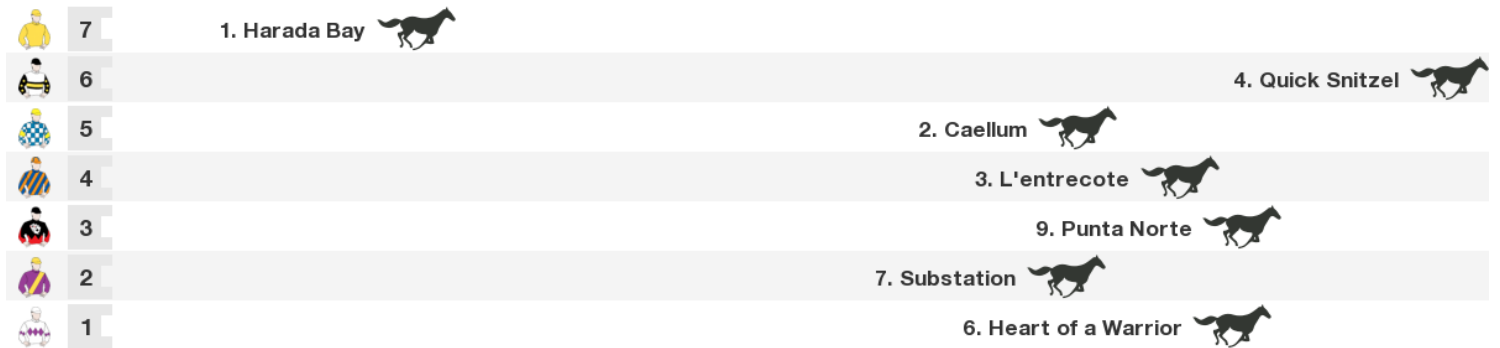 7 1. Harada Bay
6 4. Quick Snitzel
5 2. Caellum
4 3. L'entrecote
3 9. Punta Norte
2 7. Substation
1 6. Heart of a Warrior